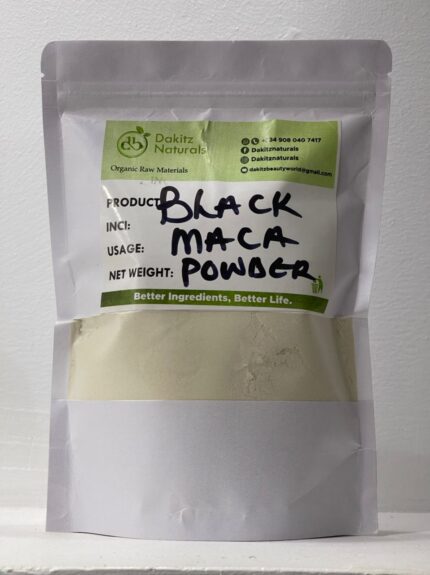 Dakitz
Naturals
Organic Raw Materials
+234 908 040 7417
Dakitznaturals
Dakitznaturals
dakitzbeautyworld@gmail.com
PRODUCT: BLACK
INCI:
USAGE: MACA
NET WEIGHT: POWDER
Better Ingredients, Better Life.